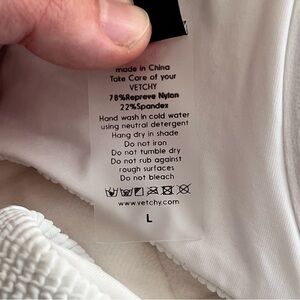 made in China
Take Care of your
VETCHY
78%Repreve Nylon
22%Spandex
Hand wash in cold water
using neutral detergent
Hang dry in shade
Do not iron
Do not tumble dry
Do not rub against
rough surfaces
Do not bleach
www.vetchy.com
L